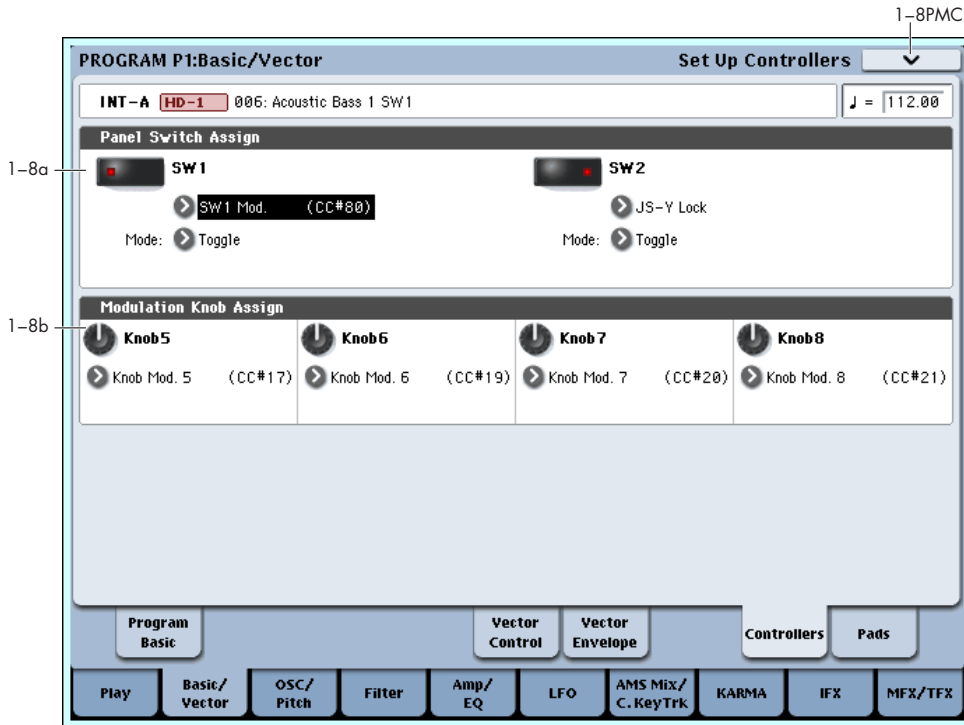 1–8PMC
PROGRAM P1:Basic/Vector
Set Up Controllers
INT-A HD-1 006: Acoustic Bass 1 SW1
♩ = 112.00
Panel Switch Assign
1–8a
SW1
SW2
SW1 Mod. (CC#80)
JS-Y Lock
Mode: Toggle
Mode: Toggle
Modulation Knob Assign
1–8b
Knob5
Knob6
Knob7
Knob8
Knob Mod. 5 (CC#17)
Knob Mod. 6 (CC#19)
Knob Mod. 7 (CC#20)
Knob Mod. 8 (CC#21)
Program
Basic
Vector
Control
Vector
Envelope
Controllers
Pads
Play
Basic/
Vector
OSC/
Pitch
Filter
Amp/
EQ
LFO
AMS Mix/
C.KeyTrk
KARMA
IFX
MFX/TFX